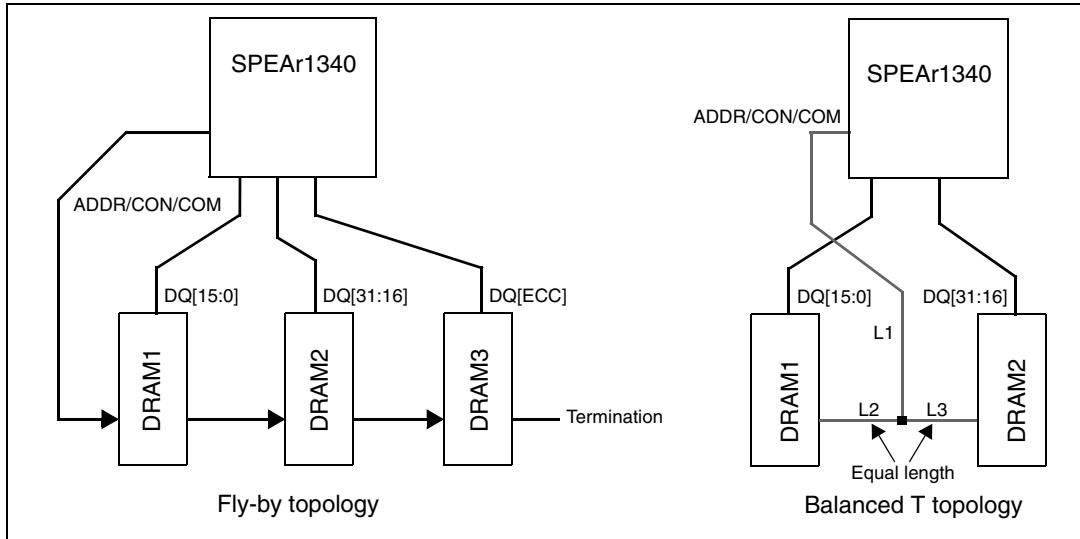 SPEAr1340
ADDR/CON/COM
DQ[15:0]
DQ[31:16]
DQ[ECC]
DRAM1
DRAM2
DRAM3
Termination
Fly-by topology
SPEAr1340
ADDR/CON/COM
DQ[15:0]
DQ[31:16]
L1
DRAM1
DRAM2
L2
L3
Equal length
Balanced T topology